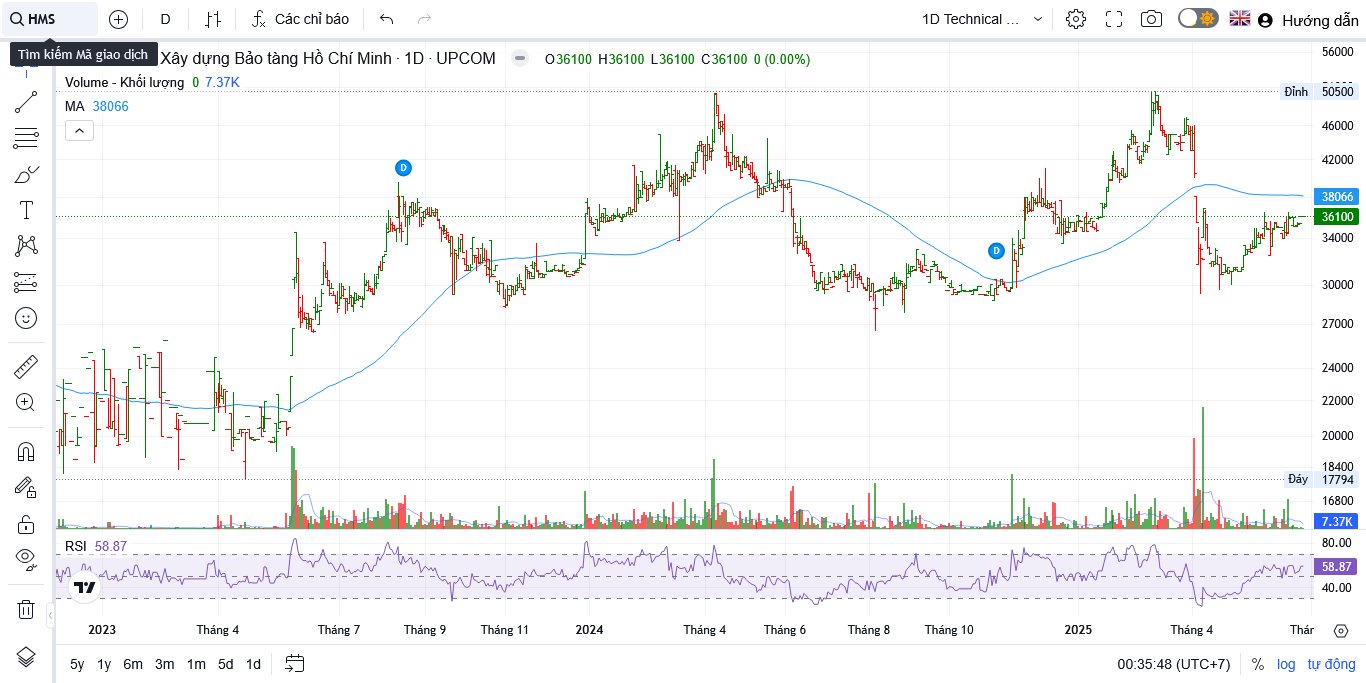 HMS
D
Các chỉ báo
1D Technical ...
Hướng dẫn
Tìm kiếm Mã giao dịch
Xây dựng Bảo tàng Hồ Chí Minh · 1D · UPCOM
O36100 H36100 L36100 C36100 0 (0.00%)
Volume - Khối lượng 0 7.37K
MA 38066
56000
Đỉnh 50500
46000
42000
38066
36100
34000
30000
27000
24000
22000
20000
18400
Đáy 17794
16800
7.37K
D
D
RSI 58.87
80.00
58.87
40.00
2023 Tháng 4 Tháng 7 Tháng 9 Tháng 11 2024 Tháng 4 Tháng 6 Tháng 8 Tháng 10 2025 Tháng 4 Thár
5y 1y 6m 3m 1m 5d 1d
00:35:48 (UTC+7) % log tự động